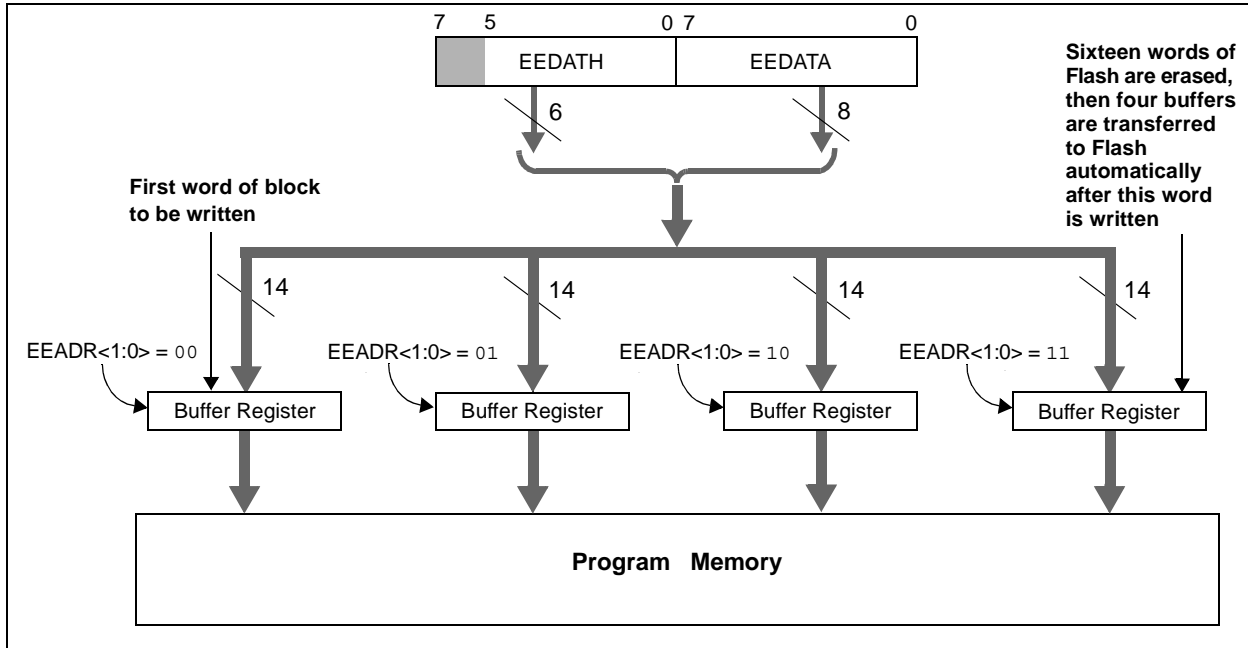 7 5 0 7 0
EEDATH EEDATA
6 8
Sixteen words of
Flash are erased,
then four buffers
are transferred
to Flash
automatically
after this word
is written
First word of block
to be written
14 14 14 14
EEADR<1:0> = 00 EEADR<1:0> = 01 EEADR<1:0> = 10 EEADR<1:0> = 11
Buffer Register Buffer Register Buffer Register Buffer Register
Program Memory